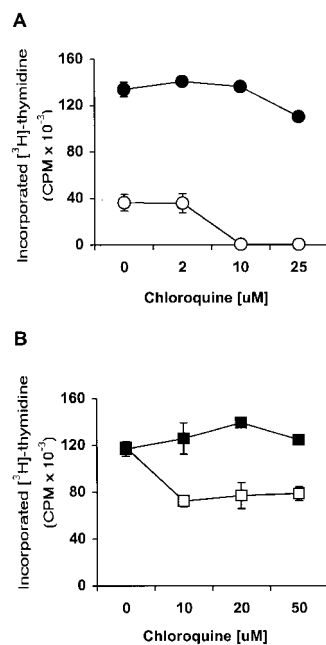 A
Incorporated [³H]-thymidine
(CPM x 10⁻³)
160
120
80
40
0
0 2 10 25
Chloroquine [uM]
B
Incorporated [³H]-thymidine
(CPM x 10⁻³)
160
120
80
40
0
0 10 20 50
Chloroquine [uM]